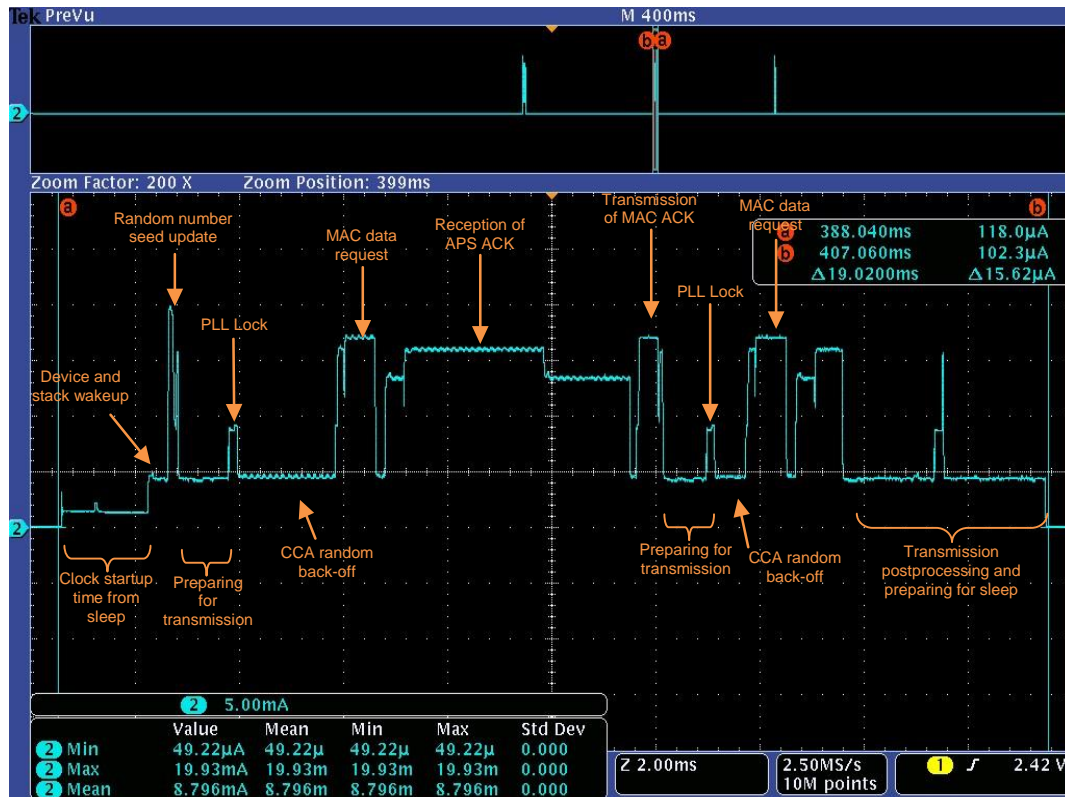 Tek PreVu
M 400ms
b a
2
Zoom Factor: 200 X
Zoom Position: 399ms
a
b
Random number
seed update
MAC data
request
Reception of
APS ACK
Transmission
of MAC ACK
MAC data
request
a 388.040ms 118.0µA
b 407.060ms 102.3µA
Δ19.0200ms Δ15.62µA
PLL Lock
PLL Lock
Device and
stack wakeup
2
Clock startup
time from
sleep
Preparing
for
transmission
CCA random
back-off
Preparing for
transmission
CCA random
back-off
Transmission
postprocessing and
preparing for sleep
2 5.00mA
Value Mean Min Max Std Dev
2 Min 49.22µA 49.22µ 49.22µ 49.22µ 0.000
2 Max 19.93mA 19.93m 19.93m 19.93m 0.000
2 Mean 8.796mA 8.796m 8.796m 8.796m 0.000
Z 2.00ms
2.50MS/s
10M points
1 2.42 V